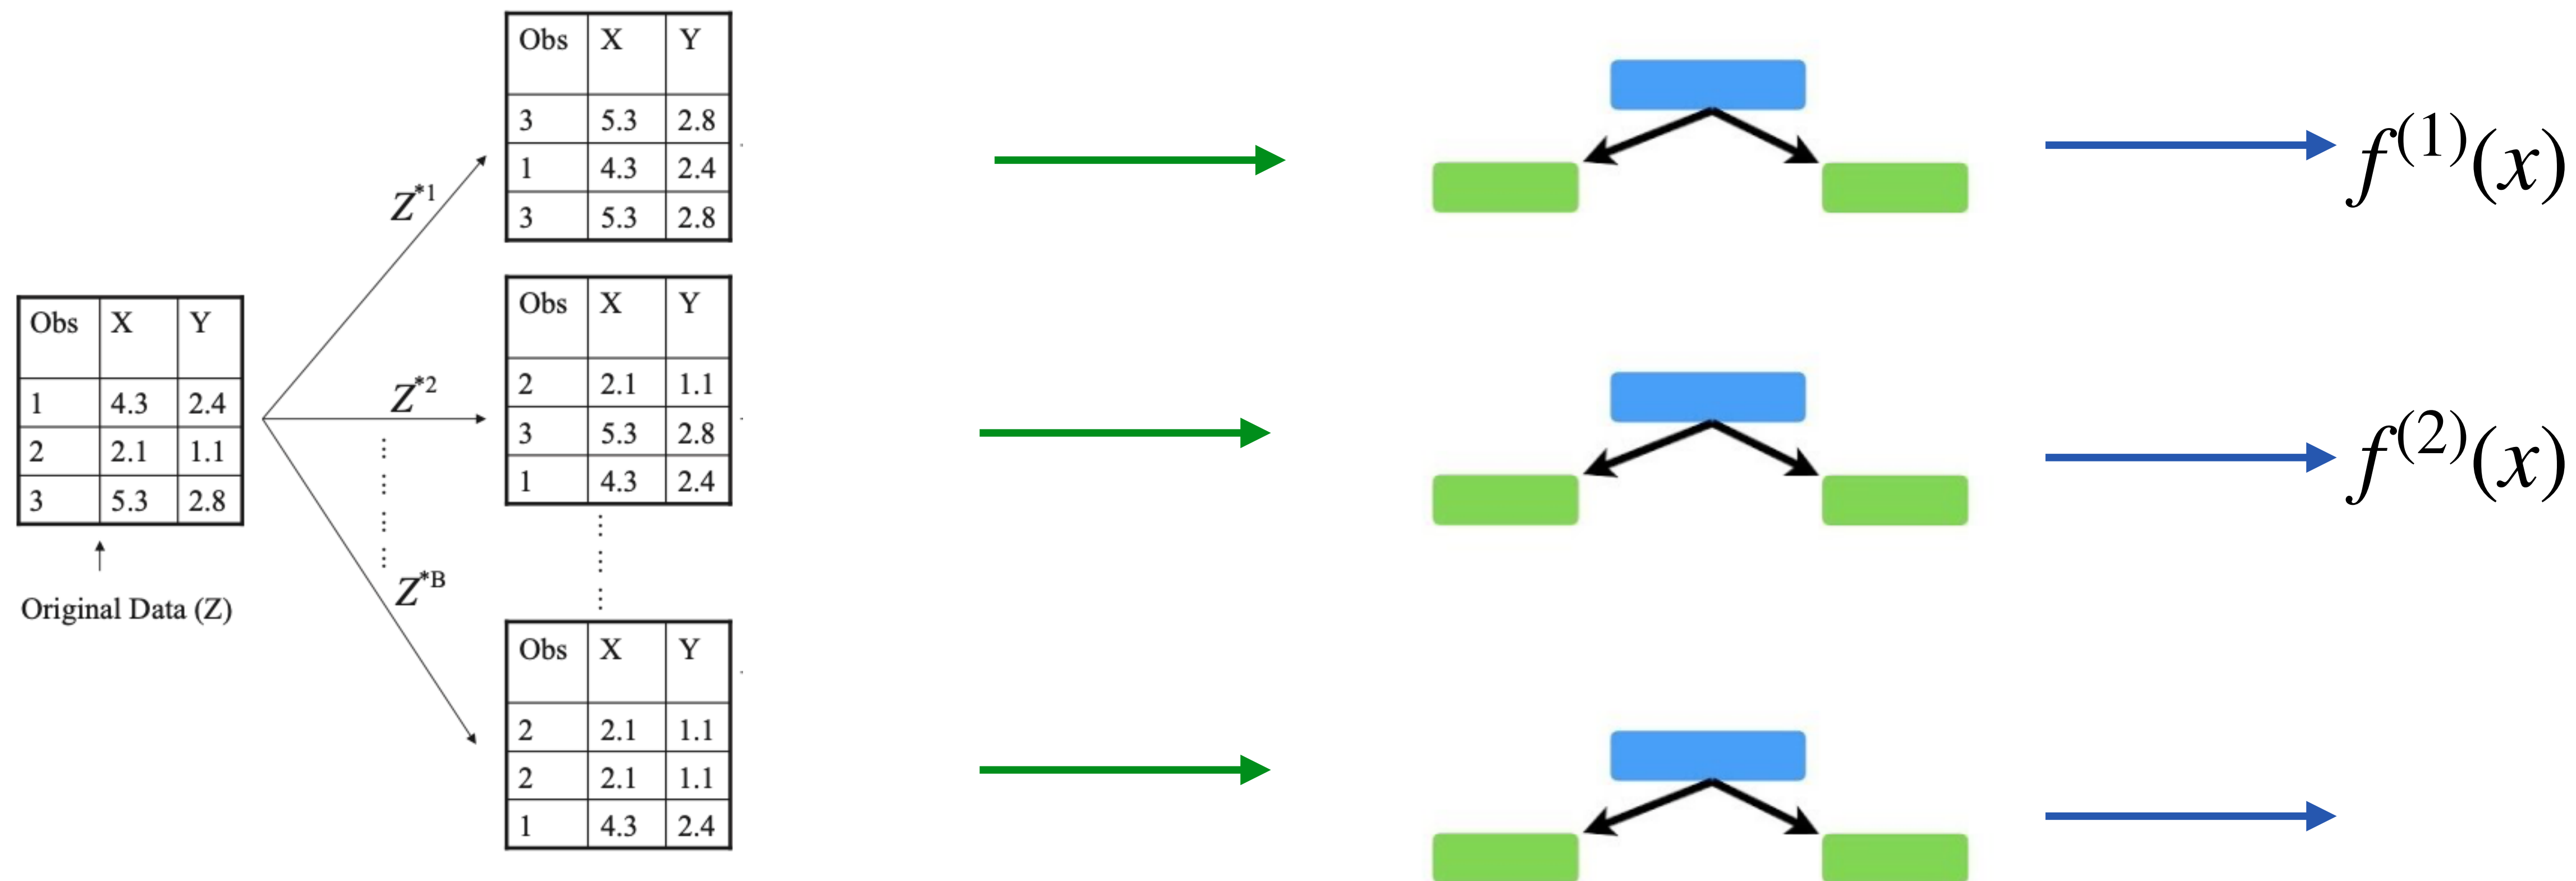 Obs X Y
1 4.3 2.4
2 2.1 1.1
3 5.3 2.8
Original Data (Z)
Z*1
Z*2
Z*B
Obs X Y
3 5.3 2.8
1 4.3 2.4
3 5.3 2.8
Obs X Y
2 2.1 1.1
3 5.3 2.8
1 4.3 2.4
Obs X Y
2 2.1 1.1
2 2.1 1.1
1 4.3 2.4
f(1)(x)
f(2)(x)